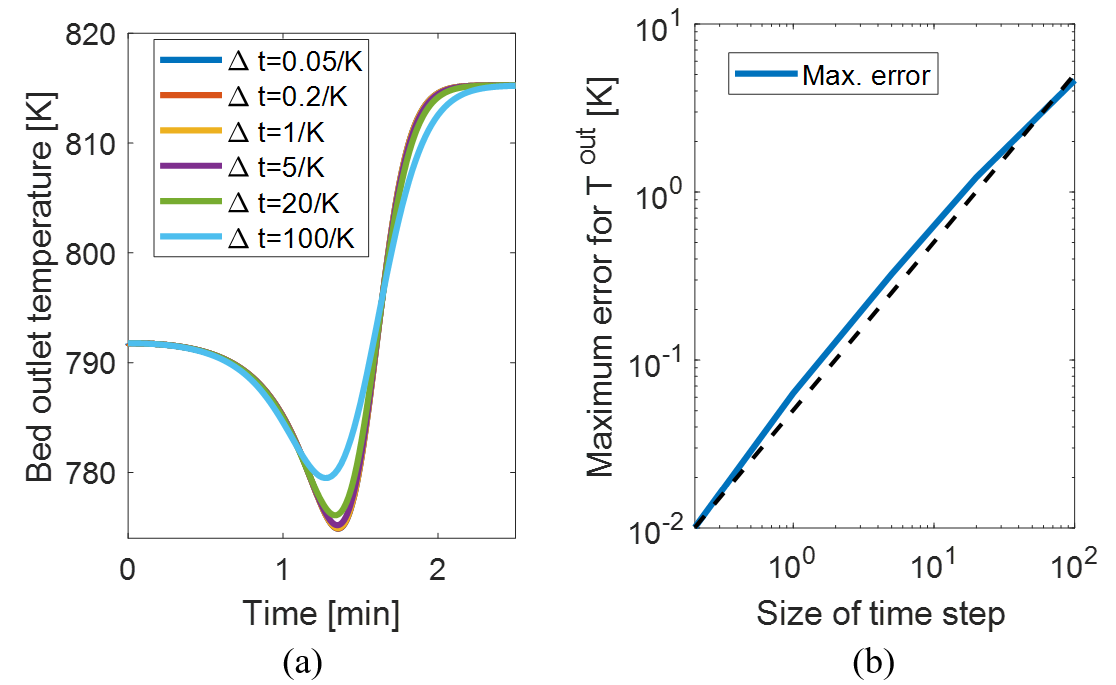 820
810
800
790
780
Bed outlet temperature [K]
Δ t=0.05/K
Δ t=0.2/K
Δ t=1/K
Δ t=5/K
Δ t=20/K
Δ t=100/K
0 1 2
Time [min]
(a)
10^1
10^0
10^-1
10^-2
Maximum error for T^out [K]
Max. error
10^0 10^1 10^2
Size of time step
(b)